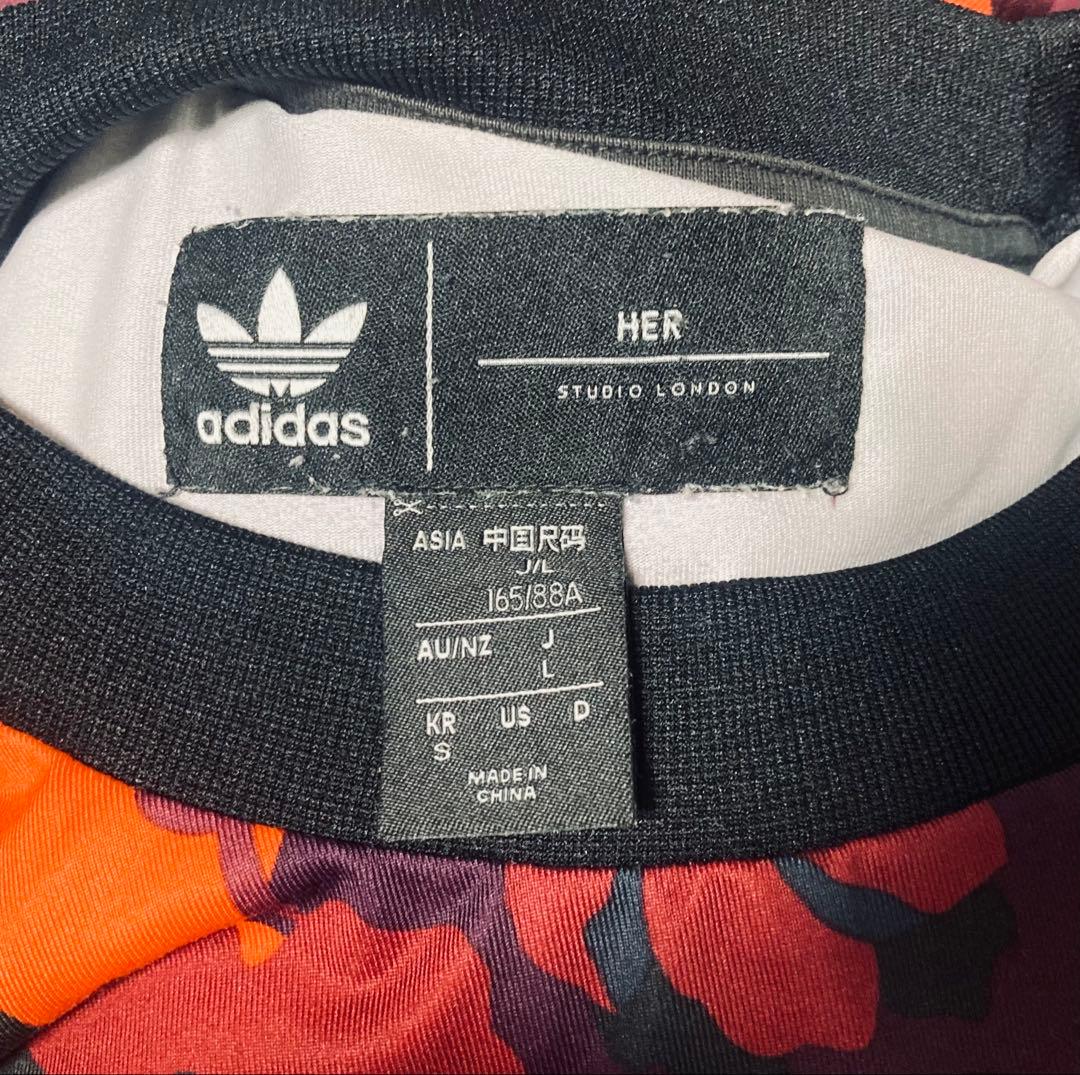 adidas
HER
STUDIO LONDON
ASIA 中国尺码
J/L
165/88A
AU/NZ J
L
KR US D
S
MADE IN
CHINA